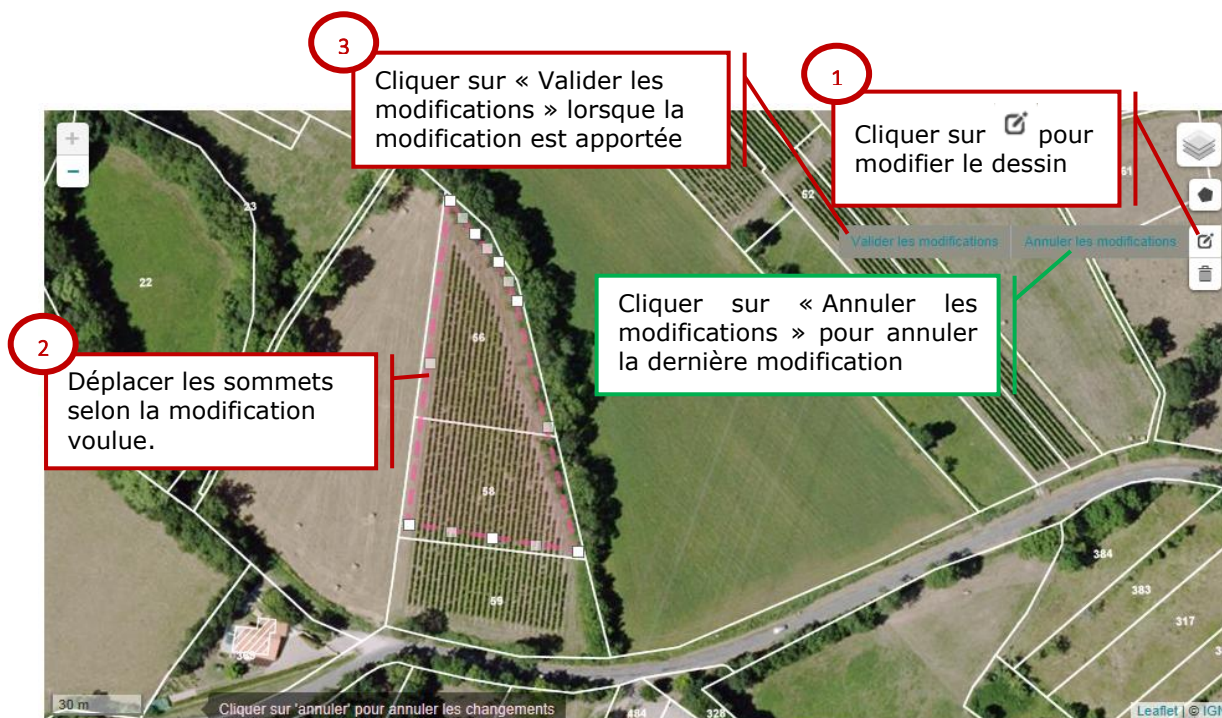 3
Cliquer sur « Valider les
modifications » lorsque la
modification est apportée
1
Cliquer sur pour
modifier le dessin
+
−
61
62
23
Valider les modifications
Annuler les modifications
22
Cliquer sur « Annuler les
modifications » pour annuler
la dernière modification
66
2
Déplacer les sommets
selon la modification
voulue.
58
384
383
59
317
30 m
Cliquer sur 'annuler' pour annuler les changements
484
328
Leaflet | © IGN